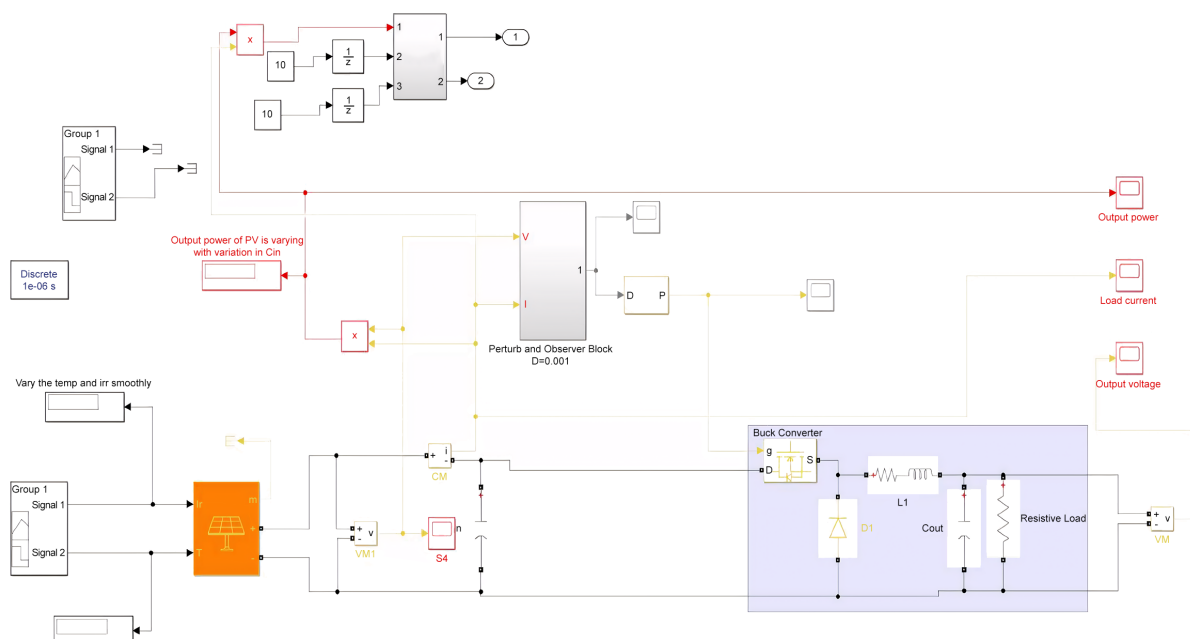 x
1
2
3
1
2
1
2
10
1
z
10
1
z
Group 1
Signal 1
Signal 2
Output power
Output power of PV is varying
with variation in Cin
Discrete
1e-06 s
V
I
1
D P
Load current
x
Perturb and Observer Block
D=0.001
Output voltage
Vary the temp and irr smoothly
Buck Converter
g
D
S
+ i
-
CM
Group 1
Signal 1
Signal 2
Ir
T
m
+
-
+
-
v
VM1
S4
n
+
+
L1
D1
+
Cout
+
Resistive Load
+
-
v
VM